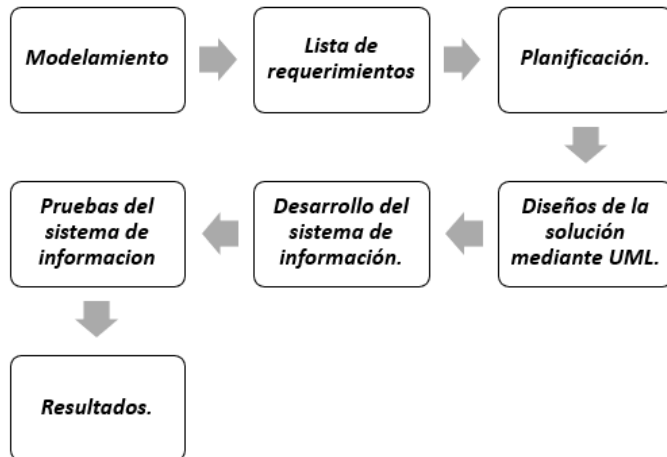 Modelamiento
Lista de
requerimientos
Planificación.
Diseños de la
solución
mediante UML.
Desarrollo del
sistema de
información.
Pruebas del
sistema de
informacion
Resultados.